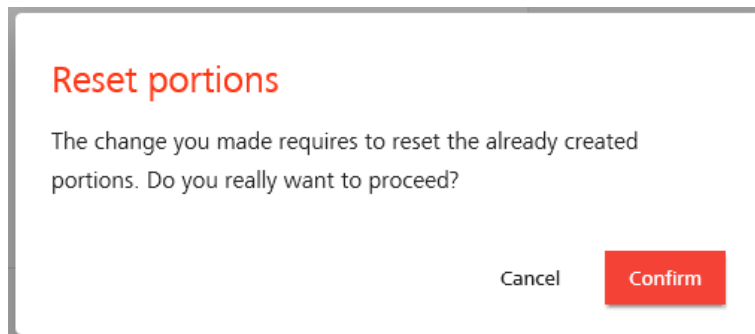 Reset portions
The change you made requires to reset the already created
portions. Do you really want to proceed?
Cancel Confirm